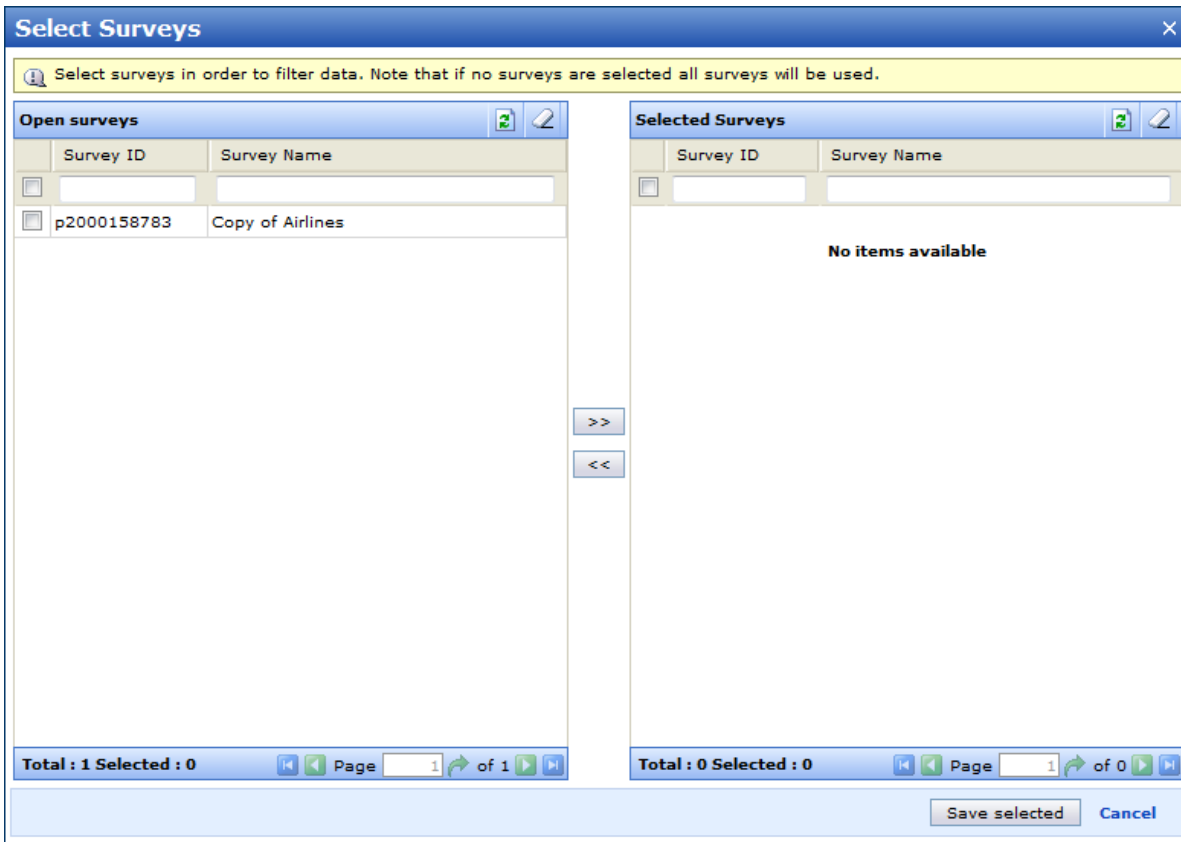 Select Surveys
Select surveys in order to filter data. Note that if no surveys are selected all surveys will be used.
Open surveys
Survey ID Survey Name
p2000158783 Copy of Airlines
Total : 1 Selected : 0 Page 1 of 1
>>
<<
Selected Surveys
Survey ID Survey Name
No items available
Total : 0 Selected : 0 Page 1 of 0
Save selected Cancel